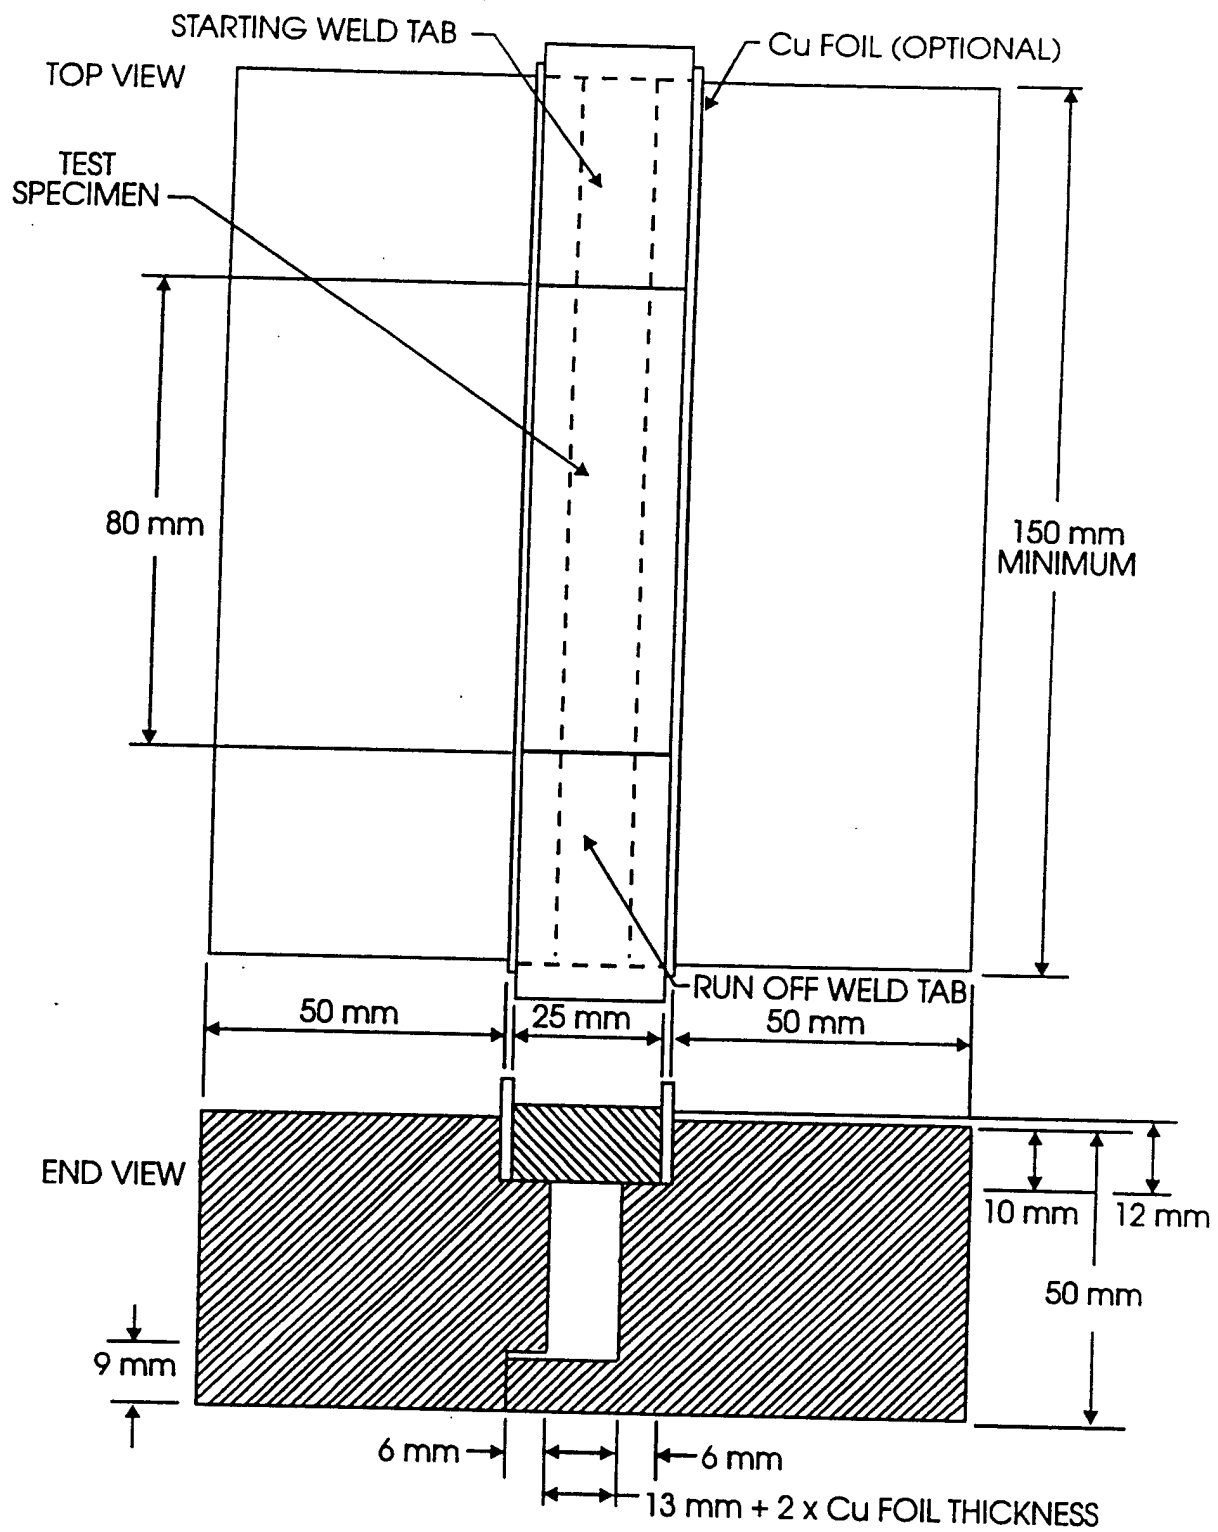 STARTING WELD TAB
Cu FOIL (OPTIONAL)
TOP VIEW
TEST
SPECIMEN
80 mm
150 mm
MINIMUM
RUN OFF WELD TAB
50 mm
25 mm
50 mm
END VIEW
10 mm
12 mm
50 mm
9 mm
6 mm
6 mm
13 mm + 2 x Cu FOIL THICKNESS